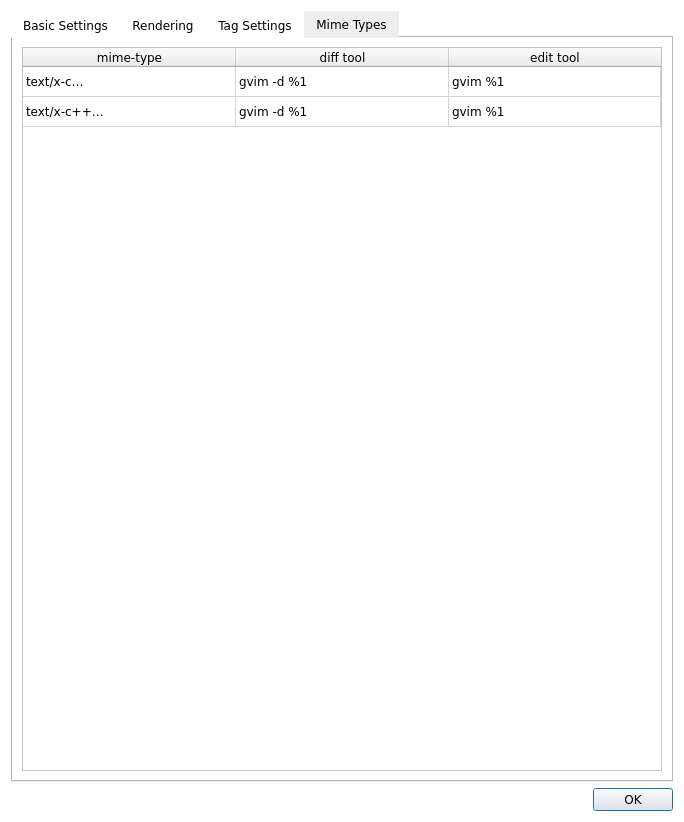 Basic Settings Rendering Tag Settings Mime Types
mime-type diff tool edit tool
text/x-c... gvim -d %1 gvim %1
text/x-c++... gvim -d %1 gvim %1
OK